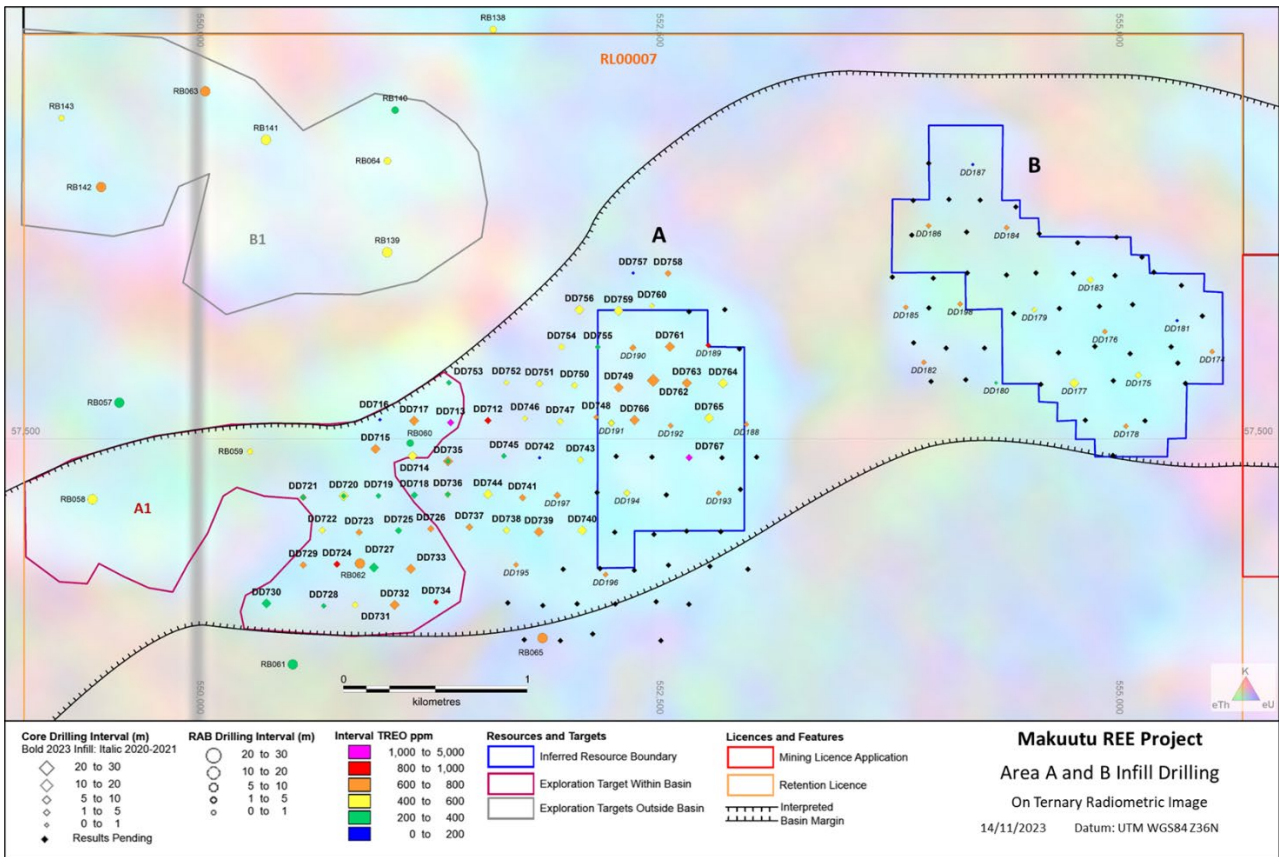 RB138
550,000
552,500
555,000
RL00007
RB063
RB143
RB140
RB141
RB064
RB142
B1
RB139
A
B
DD187
DD186
DD184
DD757
DD758
DD183
DD756
DD759
DD760
DD185
DD198
DD179
DD181
DD754
DD755
DD190
DD761
DD189
DD176
DD174
DD182
DD753
DD752
DD751
DD750
DD749
DD762
DD763
DD764
DD180
DD177
DD175
RB057
DD716
DD717
DD713
DD712
DD746
DD747
DD748
DD191
DD766
DD192
DD765
DD188
DD178
57,500
57,500
RB060
RB059
DD715
DD714
DD735
DD745
DD742
DD743
DD767
RB058
A1
DD721
DD720
DD719
DD718
DD736
DD744
DD741
DD197
DD194
DD193
DD722
DD723
DD725
DD726
DD737
DD738
DD739
DD740
DD729
DD724
DD727
RB062
DD733
DD195
DD196
DD730
DD728
DD731
DD732
DD734
RB065
RB061
550,000
552,500
555,000
0
1
kilometres
K
eTh
eU
Core Drilling Interval (m)
Bold 2023 Infill: Italic 2020-2021
20 to 30
10 to 20
5 to 10
1 to 5
0 to 1
Results Pending
RAB Drilling Interval (m)
20 to 30
10 to 20
5 to 10
1 to 5
0 to 1
Interval TREO ppm
1,000 to 5,000
800 to 1,000
600 to 800
400 to 600
200 to 400
0 to 200
Resources and Targets
Inferred Resource Boundary
Exploration Target Within Basin
Exploration Targets Outside Basin
Licences and Features
Mining Licence Application
Retention Licence
Interpreted
Basin Margin
Makuutu REE Project
Area A and B Infill Drilling
On Ternary Radiometric Image
14/11/2023 Datum: UTM WGS84 Z36N